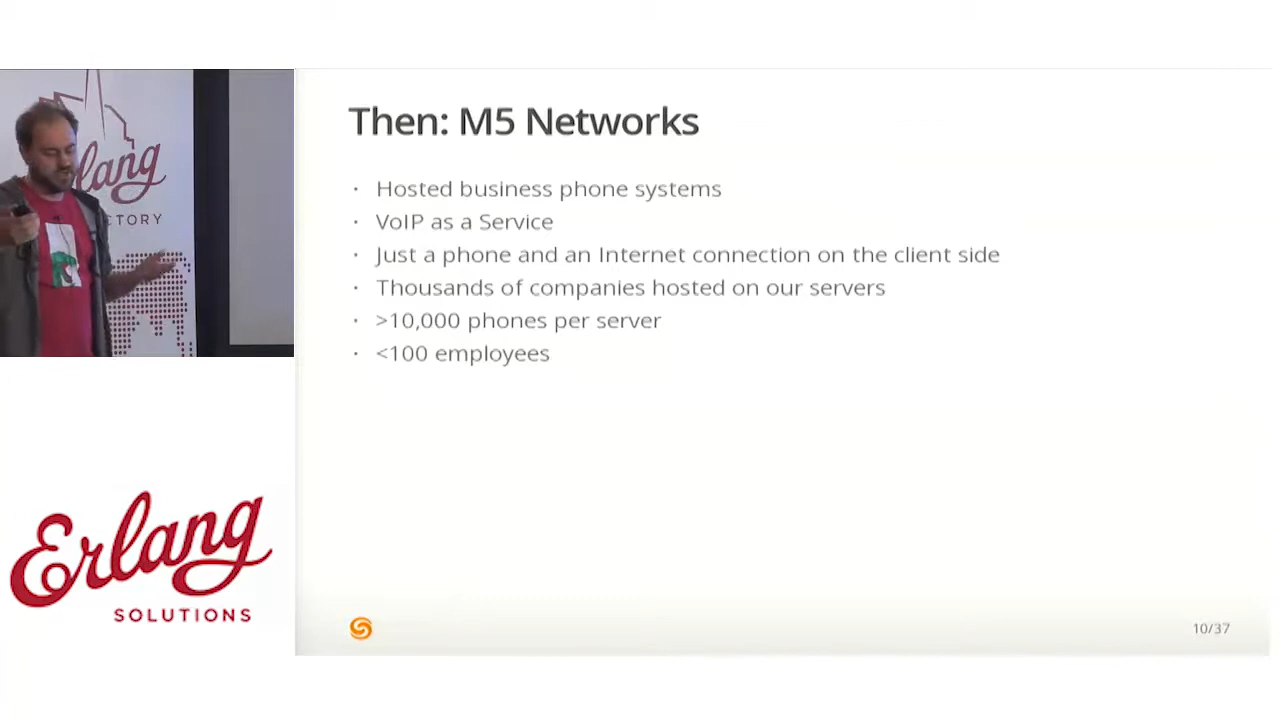 Then: M5 Networks
· Hosted business phone systems
· VoIP as a Service
· Just a phone and an Internet connection on the client side
· Thousands of companies hosted on our servers
· >10,000 phones per server
· <100 employees
10/37
lang
CTORY
Erlang
SOLUTIONS